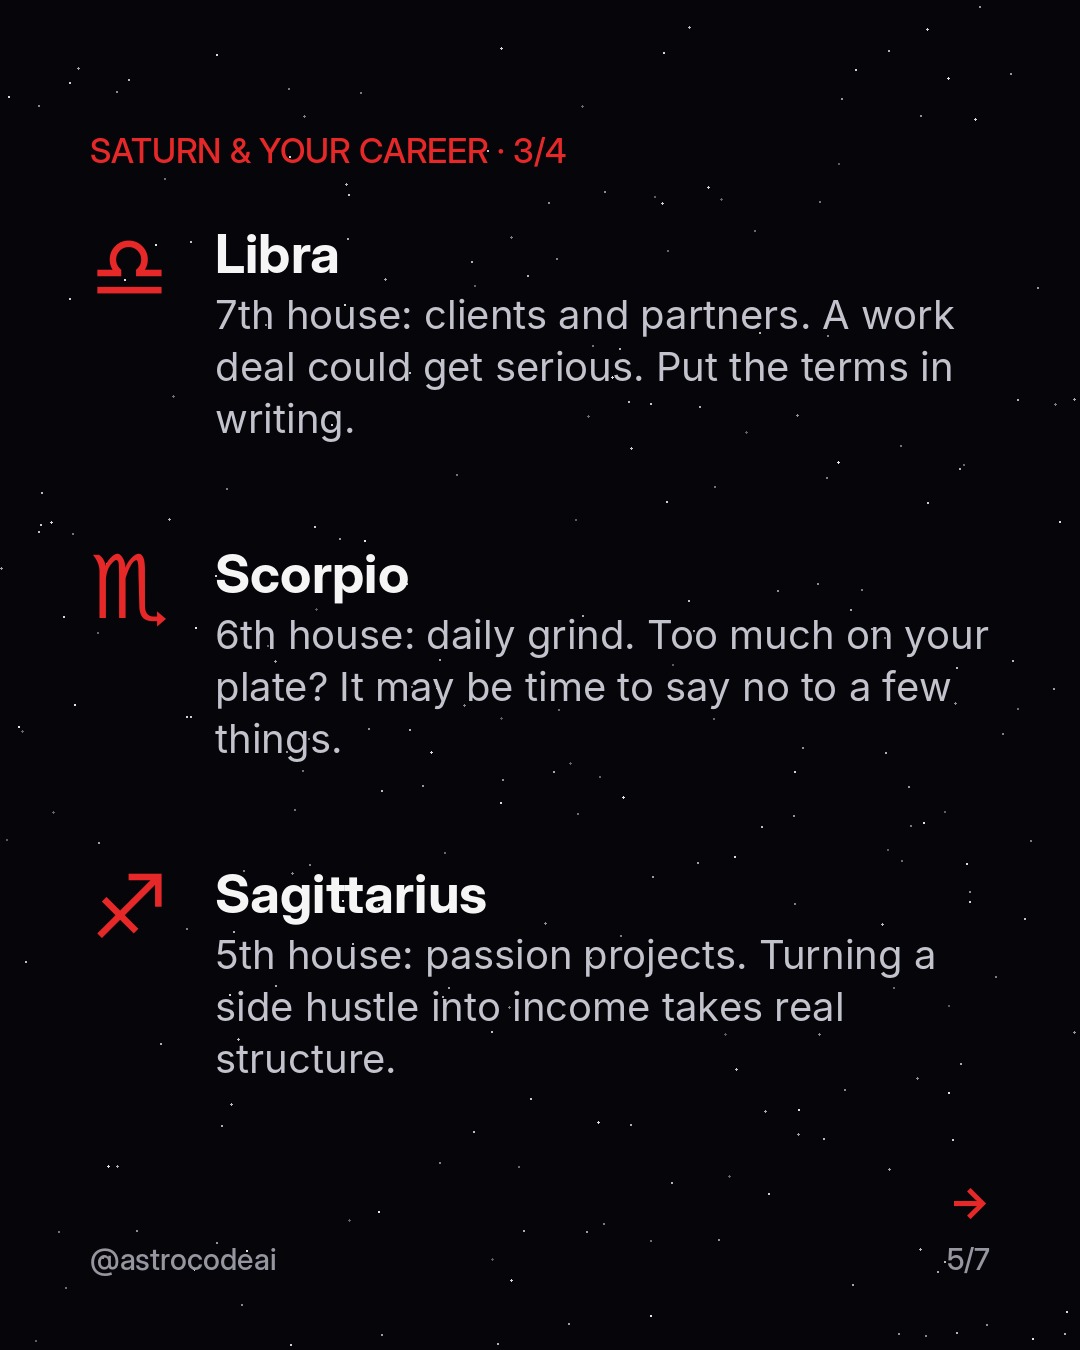 SATURN & YOUR CAREER · 3/4
♎ Libra
7th house: clients and partners. A work
deal could get serious. Put the terms in
writing.
♏ Scorpio
6th house: daily grind. Too much on your
plate? It may be time to say no to a few
things.
♐ Sagittarius
5th house: passion projects. Turning a
side hustle into income takes real
structure.
→
@astrocodeai
5/7